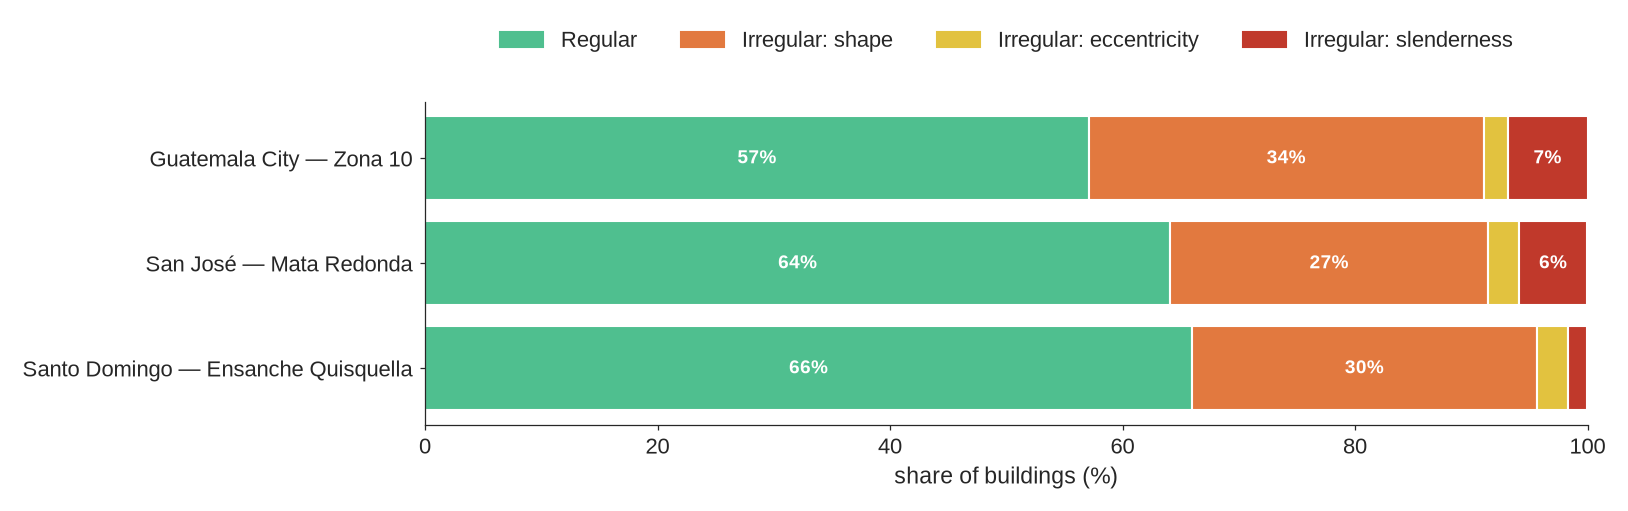 Regular Irregular: shape Irregular: eccentricity Irregular: slenderness
Guatemala City — Zona 10 57% 34% 7%
San José — Mata Redonda 64% 27% 6%
Santo Domingo — Ensanche Quisquella 66% 30%
0 20 40 60 80 100
share of buildings (%)